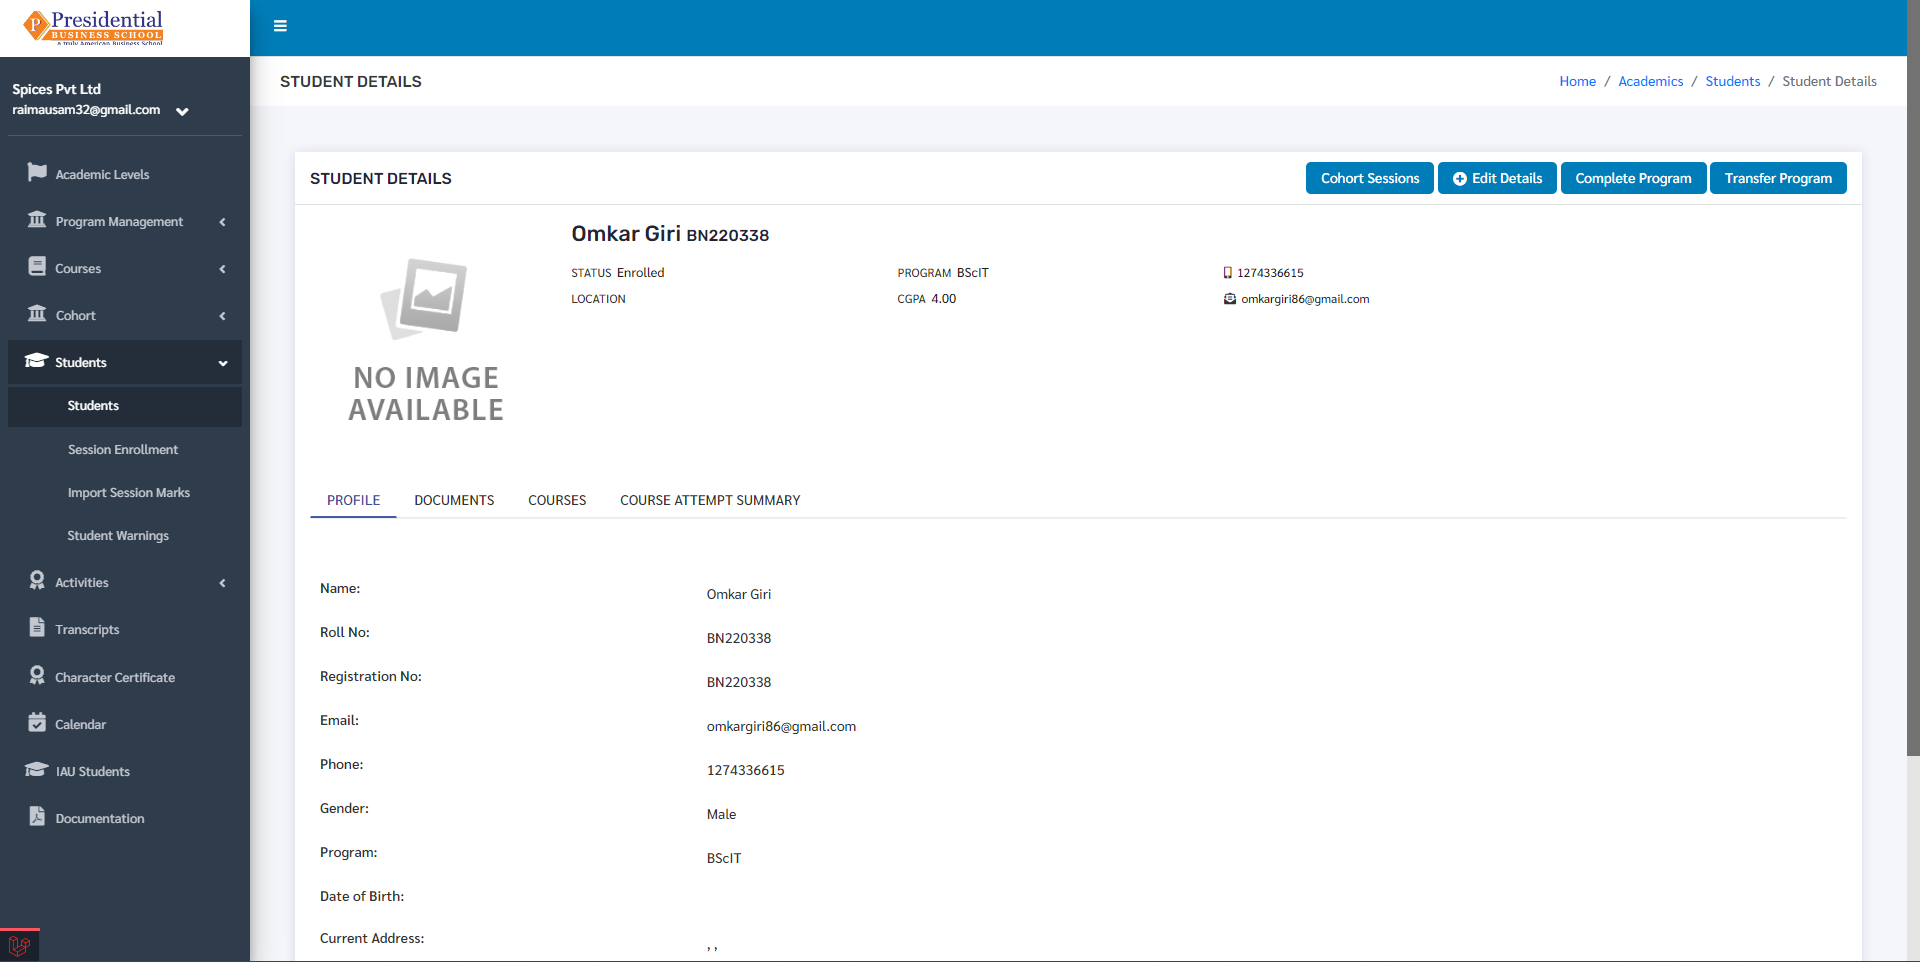 Presidential
BUSINESS SCHOOL
A truly American Business School
Spices Pvt Ltd
raimausam32@gmail.com
Academic Levels
Program Management
Courses
Cohort
Students
Students
Session Enrollment
Import Session Marks
Student Warnings
Activities
Transcripts
Character Certificate
Calendar
IAU Students
Documentation
STUDENT DETAILS
Home / Academics / Students / Student Details
STUDENT DETAILS
Cohort Sessions Edit Details Complete Program Transfer Program
NO IMAGE
AVAILABLE
Omkar Giri BN220338
STATUS Enrolled PROGRAM BScIT 1274336615
LOCATION CGPA 4.00 omkargiri86@gmail.com
PROFILE DOCUMENTS COURSES COURSE ATTEMPT SUMMARY
Name: Omkar Giri
Roll No: BN220338
Registration No: BN220338
Email: omkargiri86@gmail.com
Phone: 1274336615
Gender: Male
Program: BScIT
Date of Birth:
Current Address: , ,